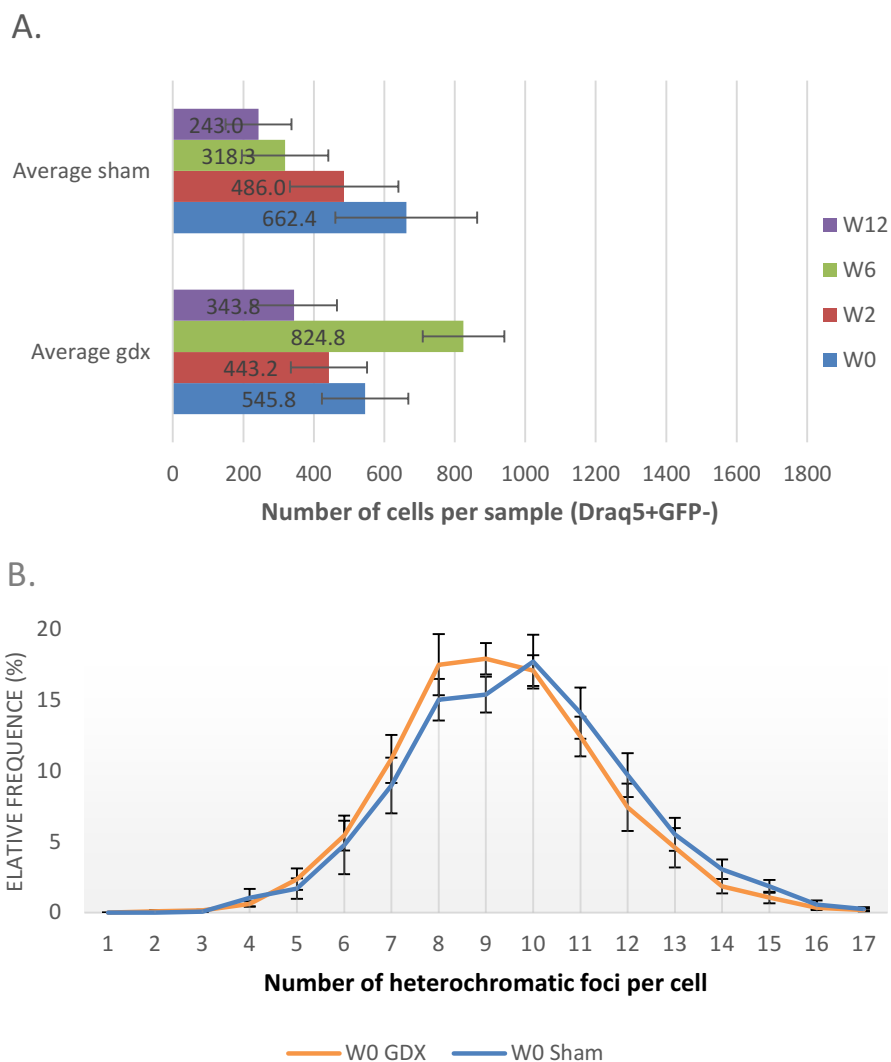 A.
Average sham
243.0
318.3
486.0
662.4
Average gdx
343.8
824.8
443.2
545.8
W12
W6
W2
W0
0 200 400 600 800 1000 1200 1400 1600 1800
Number of cells per sample (Draq5+GFP-)
B.
ELATIVE FREQUENCE (%)
20
15
10
5
0
1 2 3 4 5 6 7 8 9 10 11 12 13 14 15 16 17
Number of heterochromatic foci per cell
W0 GDX W0 Sham